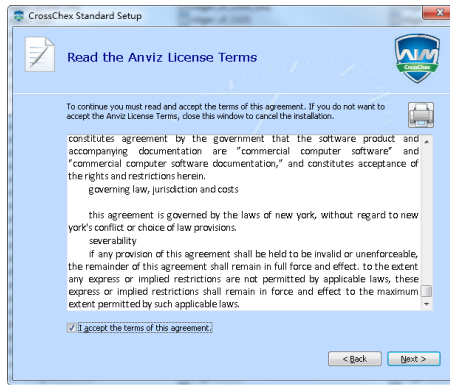 CrossChex Standard Setup
Read the Anviz License Terms
CrossChex
To continue you must read and accept the terms of this agreement. If you do not want to
accept the Anviz License Terms, close this window to cancel the installation.
constitutes agreement by the government that the software product and
accompanying documentation are "commercial computer software" and
"commercial computer software documentation," and constitutes acceptance of
the rights and restrictions herein.
governing law, jurisdiction and costs
this agreement is governed by the laws of new york, without regard to new
york's conflict or choice of law provisions.
severability
if any provision of this agreement shall be held to be invalid or unenforceable,
the remainder of this agreement shall remain in full force and effect. to the extent
any express or implied restrictions are not permitted by applicable laws, these
express or implied restrictions shall remain in force and effect to the maximum
extent permitted by such applicable laws.
I accept the terms of this agreement.
< Back
Next >